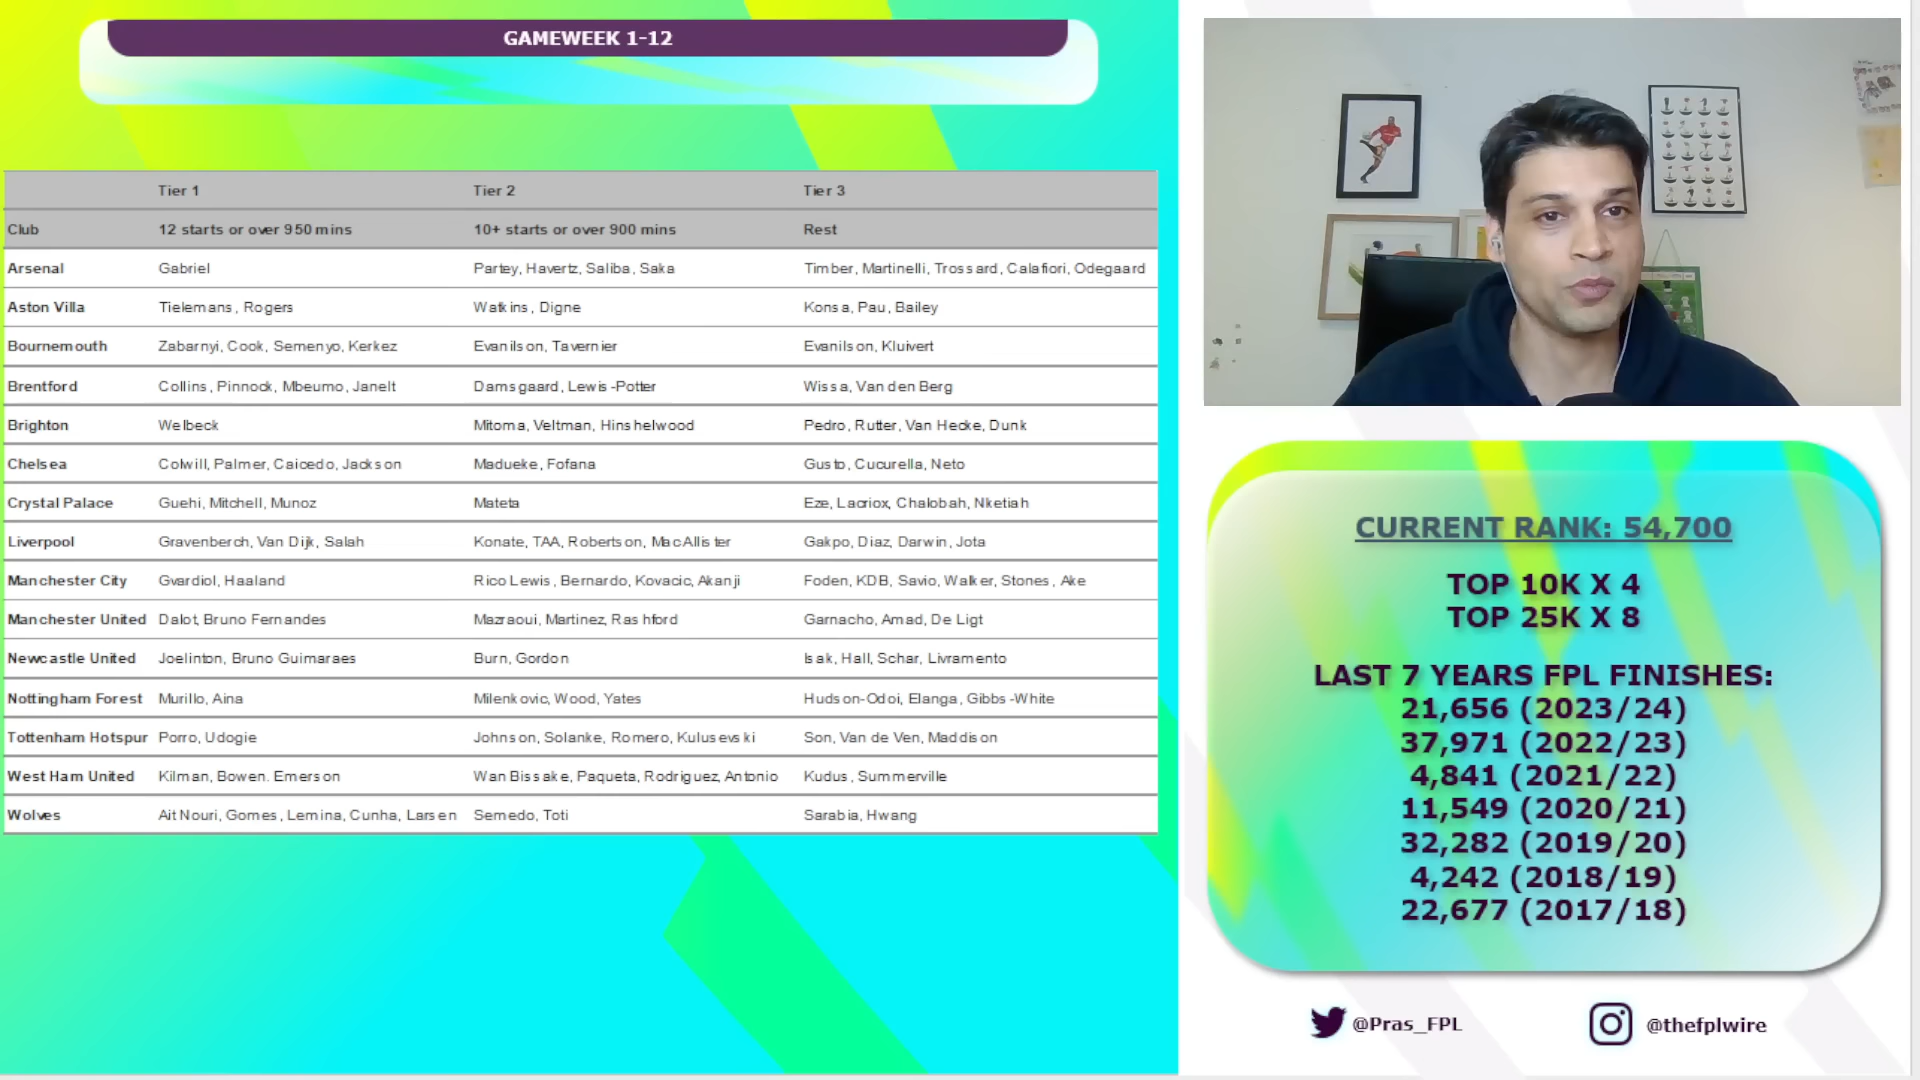 GAMEWEEK 1-12
Tier 1 Tier 2 Tier 3
Club 12 starts or over 950 mins 10+ starts or over 900 mins Rest
Arsenal Gabriel Partey, Havertz, Saliba, Saka Timber, Martinelli, Trossard, Calafiori, Odegaard
Aston Villa Tielemans, Rogers Watkins, Digne Konsa, Pau, Bailey
Bournemouth Zabarnyi, Cook, Semenyo, Kerkez Evanilson, Tavernier Evanilson, Kluivert
Brentford Collins, Pinnock, Mbeumo, Janelt Damsgaard, Lewis-Potter Wissa, Van den Berg
Brighton Welbeck Mitoma, Veltman, Hinshelwood Pedro, Rutter, Van Hecke, Dunk
Chelsea Colwill, Palmer, Caicedo, Jackson Madueke, Fofana Gusto, Cucurella, Neto
Crystal Palace Guehi, Mitchell, Munoz Mateta Eze, Lacriox, Chalobah, Nketiah
Liverpool Gravenberch, Van Dijk, Salah Konate, TAA, Robertson, MacAllister Gakpo, Diaz, Darwin, Jota
Manchester City Gvardiol, Haaland Rico Lewis, Bernardo, Kovacic, Akanji Foden, KDB, Savio, Walker, Stones, Ake
Manchester United Dalot, Bruno Fernandes Mazraoui, Martinez, Rashford Garnacho, Amad, De Ligt
Newcastle United Joelinton, Bruno Guimaraes Burn, Gordon Isak, Hall, Schar, Livramento
Nottingham Forest Murillo, Aina Milenkovic, Wood, Yates Hudson-Odoi, Elanga, Gibbs-White
Tottenham Hotspur Porro, Udogie Johnson, Solanke, Romero, Kulusevski Son, Van de Ven, Maddison
West Ham United Kilman, Bowen. Emerson Wan Bissake, Paqueta, Rodriguez, Antonio Kudus, Summerville
Wolves Ait Nouri, Gomes, Lemina, Cunha, Larsen Semedo, Toti Sarabia, Hwang
CURRENT RANK: 54,700
TOP 10K X 4
TOP 25K X 8
LAST 7 YEARS FPL FINISHES:
21,656 (2023/24)
37,971 (2022/23)
4,841 (2021/22)
11,549 (2020/21)
32,282 (2019/20)
4,242 (2018/19)
22,677 (2017/18)
@Pras_FPL @thefplwire